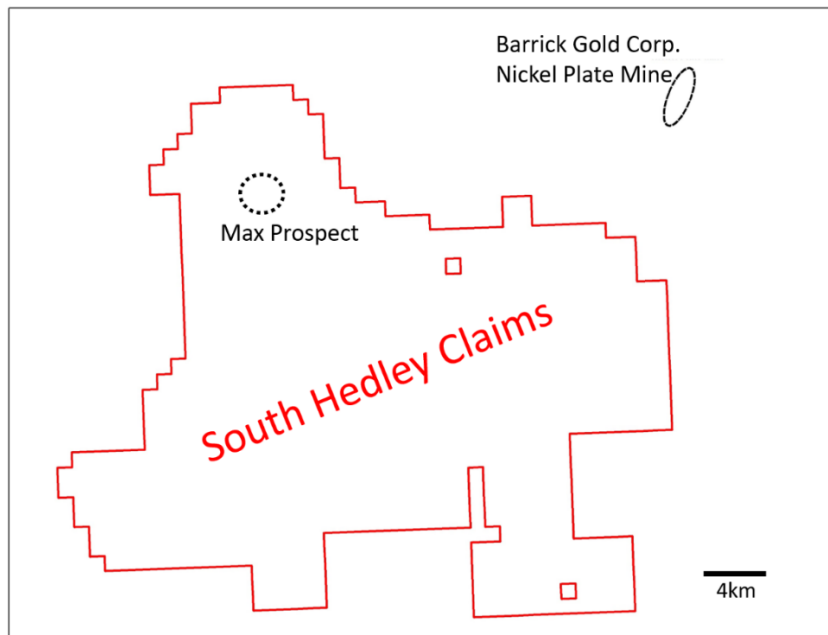 Barrick Gold Corp.
Nickel Plate Mine
Max Prospect
South Hedley Claims
4km